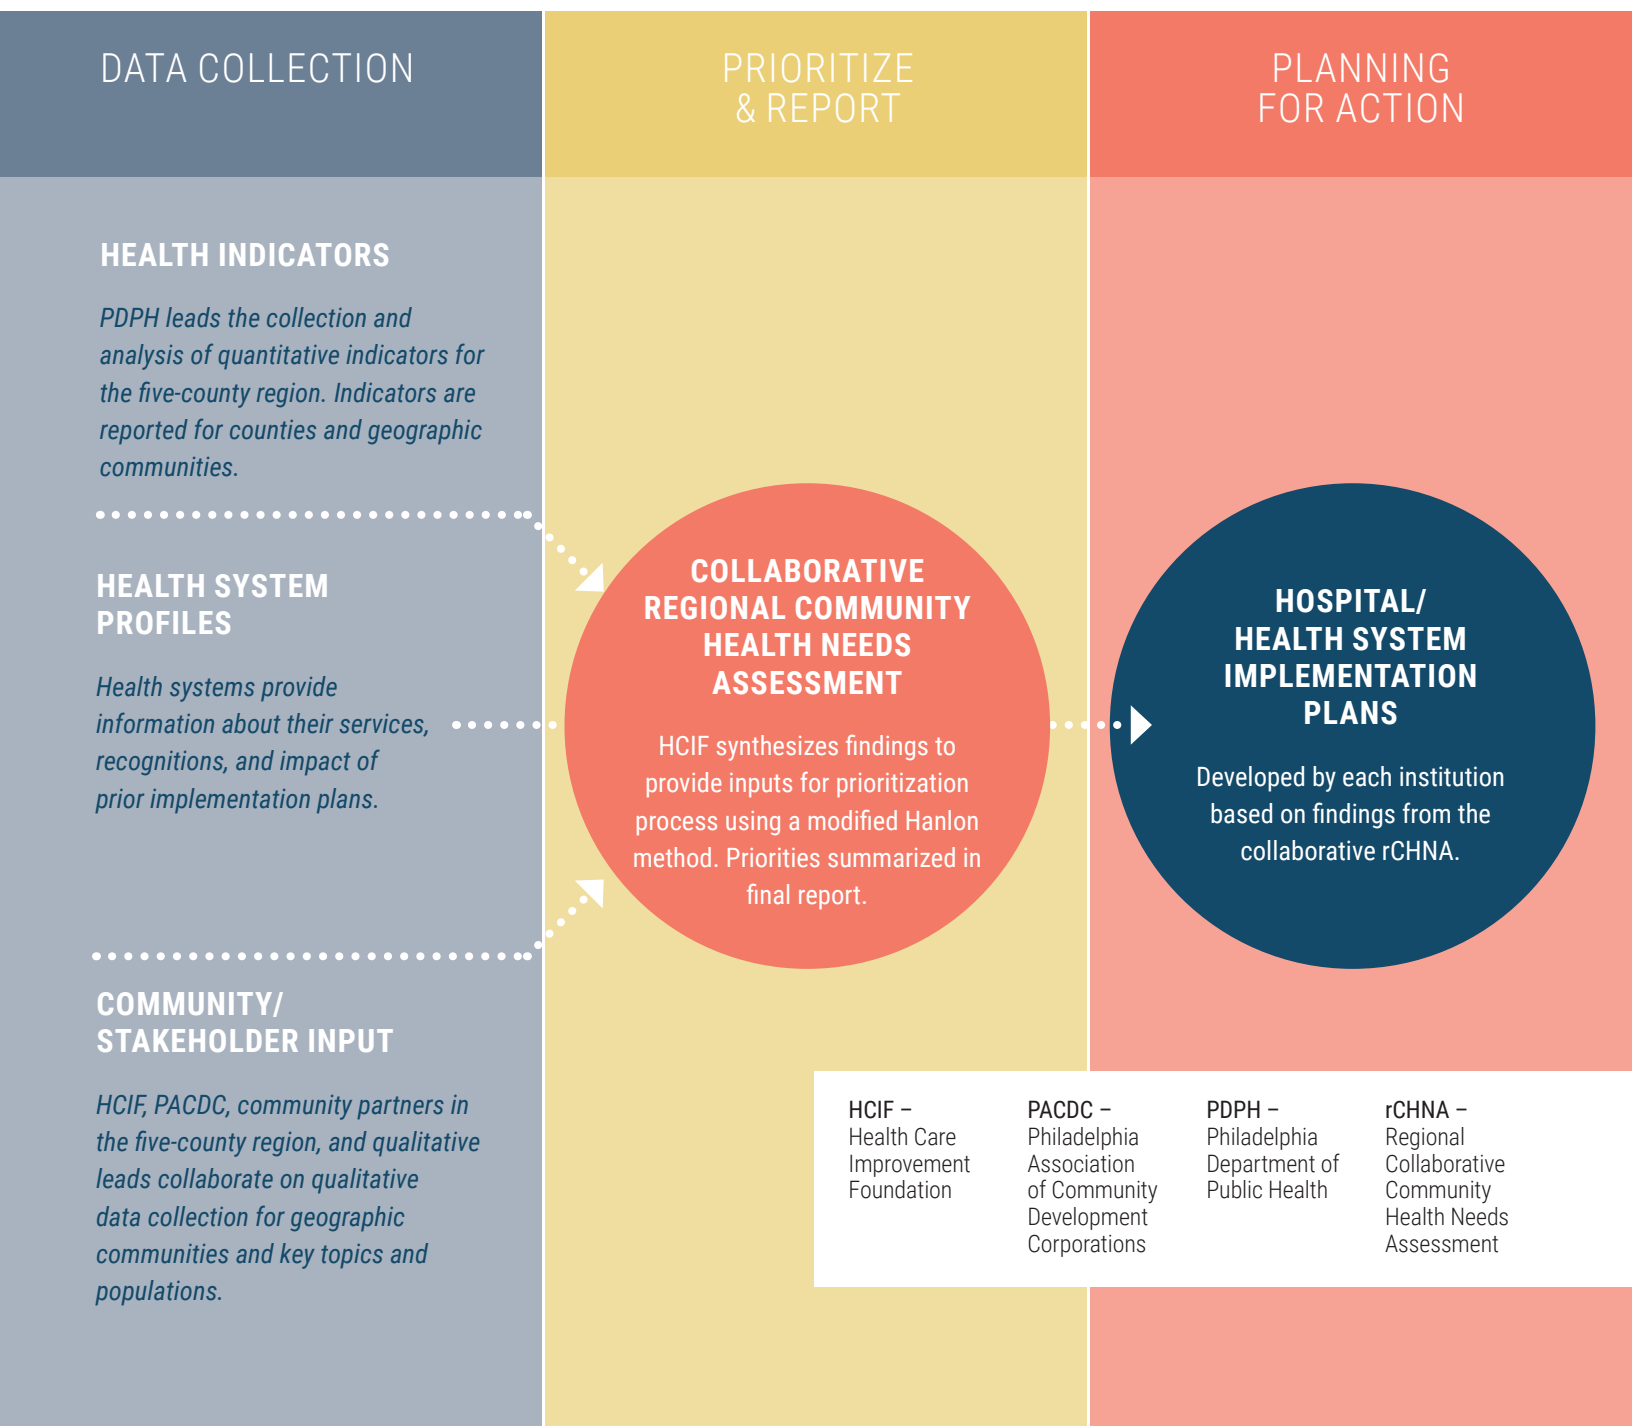 DATA COLLECTION
HEALTH INDICATORS
PDPH leads the collection and
analysis of quantitative indicators for
the five-county region. Indicators are
reported for counties and geographic
communities.
HEALTH SYSTEM
PROFILES
Health systems provide
information about their services,
recognitions, and impact of
prior implementation plans.
COMMUNITY/
STAKEHOLDER INPUT
HCIF, PACDC, community partners in
the five-county region, and qualitative
leads collaborate on qualitative
data collection for geographic
communities and key topics and
populations.
PRIORITIZE
& REPORT
COLLABORATIVE
REGIONAL COMMUNITY
HEALTH NEEDS
ASSESSMENT
HCIF synthesizes findings to
provide inputs for prioritization
process using a modified Hanlon
method. Priorities summarized in
final report.
PLANNING
FOR ACTION
HOSPITAL/
HEALTH SYSTEM
IMPLEMENTATION
PLANS
Developed by each institution
based on findings from the
collaborative rCHNA.
HCIF –
Health Care
Improvement
Foundation
PACDC –
Philadelphia
Association
of Community
Development
Corporations
PDPH –
Philadelphia
Department of
Public Health
rCHNA –
Regional
Collaborative
Community
Health Needs
Assessment